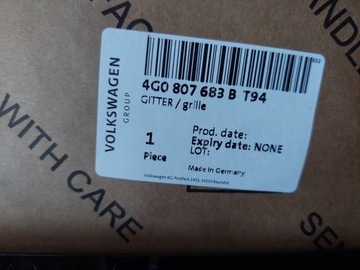 HANDLE
VOLKSWAGEN
GROUP
4G0 807 683 B T94
GITTER / grille
1
Piece
Prod. date:
Expiry date: NONE
LOT:
Made in Germany
WITH CARE